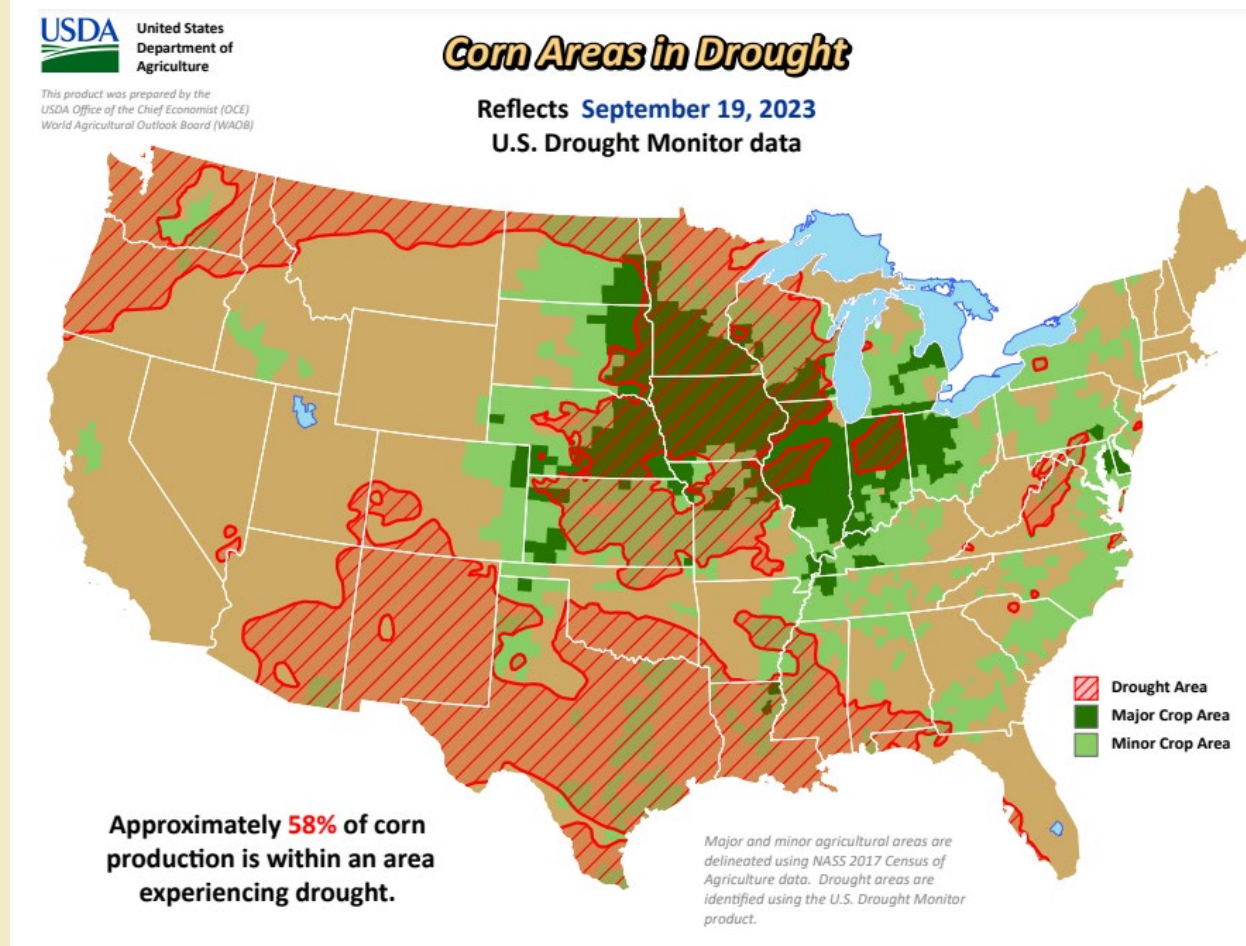 USDA
United States
Department of
Agriculture
This product was prepared by the
USDA Office of the Chief Economist (OCE)
World Agricultural Outlook Board (WAOB)
Corn Areas in Drought
Reflects September 19, 2023
U.S. Drought Monitor data
Drought Area
Major Crop Area
Minor Crop Area
Approximately 58% of corn
production is within an area
experiencing drought.
Major and minor agricultural areas are
delineated using NASS 2017 Census of
Agriculture data. Drought areas are
identified using the U.S. Drought Monitor
product.